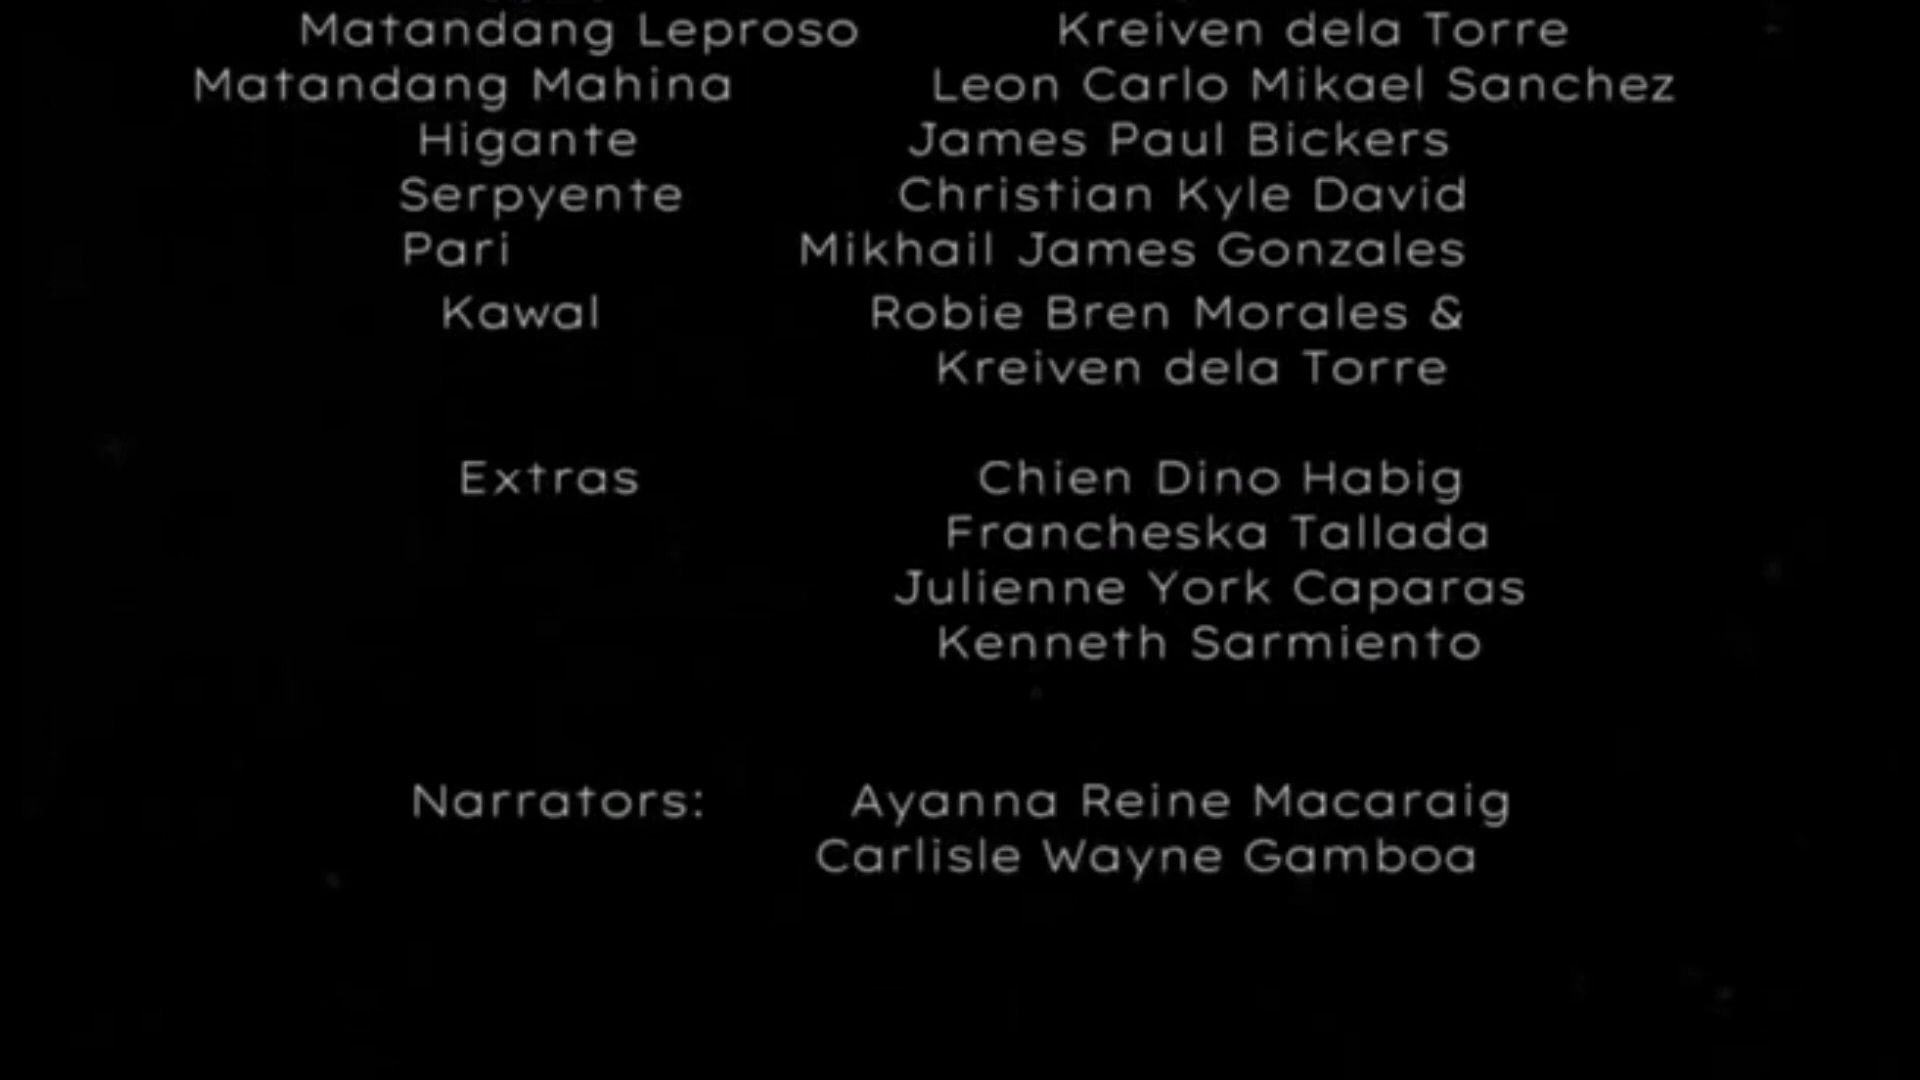 Matandang Leproso Kreiven dela Torre
Matandang Mahina Leon Carlo Mikael Sanchez
Higante James Paul Bickers
Serpyente Christian Kyle David
Pari Mikhail James Gonzales
Kawal Robie Bren Morales &
Kreiven dela Torre
Extras Chien Dino Habig
Francheska Tallada
Julienne York Caparas
Kenneth Sarmiento
Narrators: Ayanna Reine Macaraig
Carlisle Wayne Gamboa